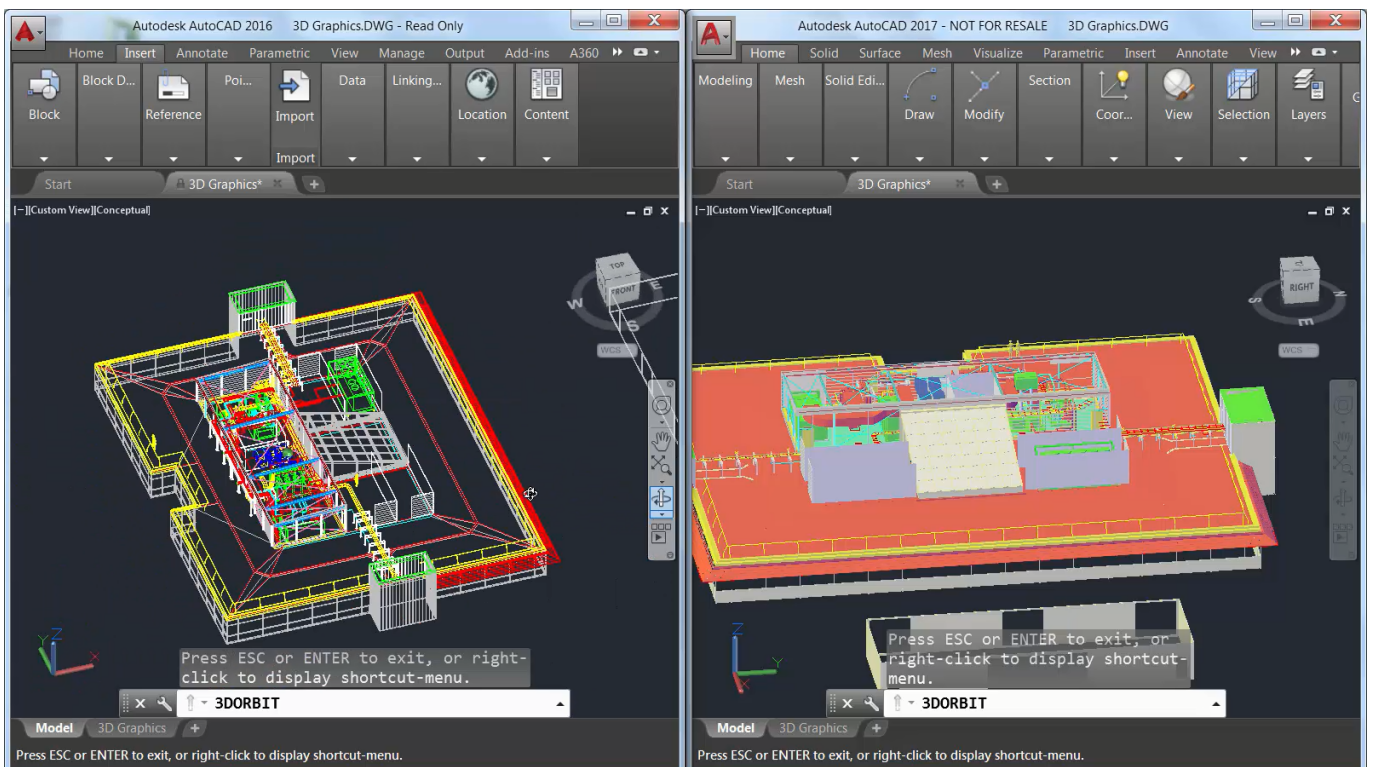 Autodesk AutoCAD 2016 3D Graphics.DWG - Read Only
Home Insert Annotate Parametric View Manage Output Add-ins A360
Block Block D... Reference Poi... Import Data Linking... Location Content
Import
Start 3D Graphics* +
[−][Custom View][Conceptual]
TOP
FRONT
W E
S
WCS
Y Z X
Press ESC or ENTER to exit, or right-
click to display shortcut-menu.
3DORBIT
Model 3D Graphics +
Press ESC or ENTER to exit, or right-click to display shortcut-menu.
Autodesk AutoCAD 2017 - NOT FOR RESALE 3D Graphics.DWG
Home Solid Surface Mesh Visualize Parametric Insert Annotate View
Modeling Mesh Solid Edi... Draw Modify Section Coor... View Selection Layers G
Start 3D Graphics* +
[−][Custom View][Conceptual]
RIGHT
S N
E
WCS
Z Y X
Press ESC or ENTER to exit, or
right-click to display shortcut-
menu.
3DORBIT
Model 3D Graphics +
Press ESC or ENTER to exit, or right-click to display shortcut-menu.